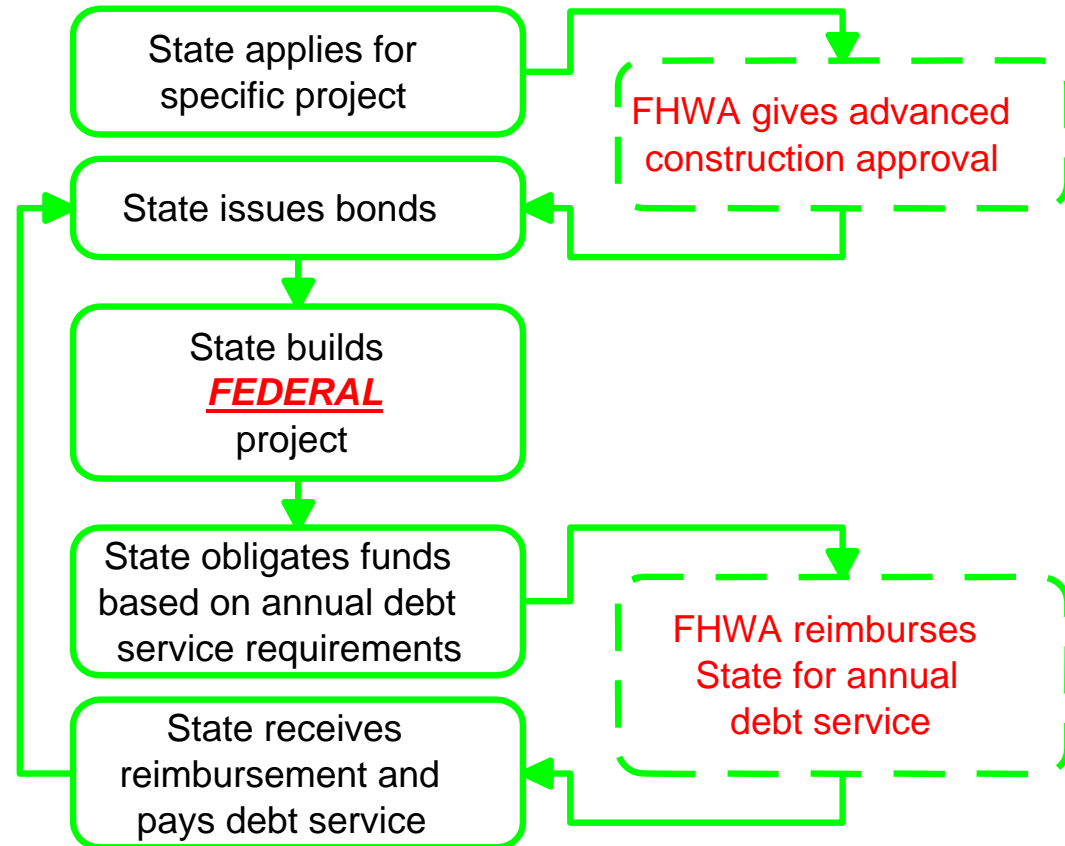 State applies for
specific project
FHWA gives advanced
construction approval
State issues bonds
State builds
FEDERAL
project
State obligates funds
based on annual debt
service requirements
FHWA reimburses
State for annual
debt service
State receives
reimbursement and
pays debt service